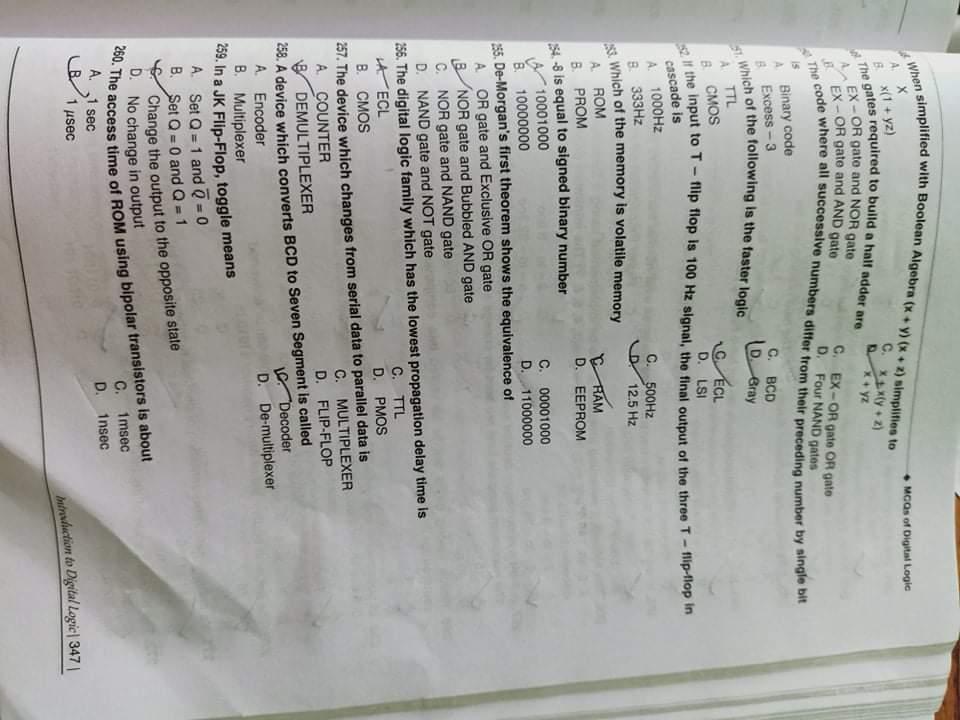 ◆ MCQs of Digital Logic
When simplified with Boolean Algebra (x + y) (x + z) simplifies to
A. X
C. x + x(y + z)
B. x(1 + yz)
D. x + yz
The gates required to build a half adder are
A. EX – OR gate and NOR gate
C. EX – OR gate OR gate
B. EX – OR gate and AND gate
D. Four NAND gates
The code where all successive numbers differ from their preceding number by single bit
is
A. Binary code
C. BCD
B. Excess – 3
D. Gray
251. Which of the following is the faster logic
A. TTL
C. ECL
B. CMOS
D. LSI
252. If the input to T – flip flop is 100 Hz signal, the final output of the three T – flip-flop in
cascade is
A. 1000Hz
C. 500Hz
B. 333Hz
D. 12.5 Hz
253. Which of the memory is volatile memory
A. ROM
C. RAM
B. PROM
D. EEPROM
254. -8 is equal to signed binary number
A. 10001000
C. 00001000
B. 10000000
D. 11000000
255. De-Morgan's first theorem shows the equivalence of
A. OR gate and Exclusive OR gate
B. NOR gate and Bubbled AND gate
C. NOR gate and NAND gate
D. NAND gate and NOT gate
256. The digital logic family which has the lowest propagation delay time is
A. ECL
C. TTL
B. CMOS
D. PMOS
257. The device which changes from serial data to parallel data is
A. COUNTER
C. MULTIPLEXER
B. DEMULTIPLEXER
D. FLIP-FLOP
258. A device which converts BCD to Seven Segment is called
A. Encoder
C. Decoder
B. Multiplexer
D. De-multiplexer
259. In a JK Flip-Flop, toggle means
A. Set Q = 1 and Q̅ = 0
B. Set Q = 0 and Q = 1
C. Change the output to the opposite state
D. No change in output
260. The access time of ROM using bipolar transistors is about
A. 1 sec
C. 1msec
B. 1 μsec
D. 1nsec
Introduction to Digital Logic| 347 |